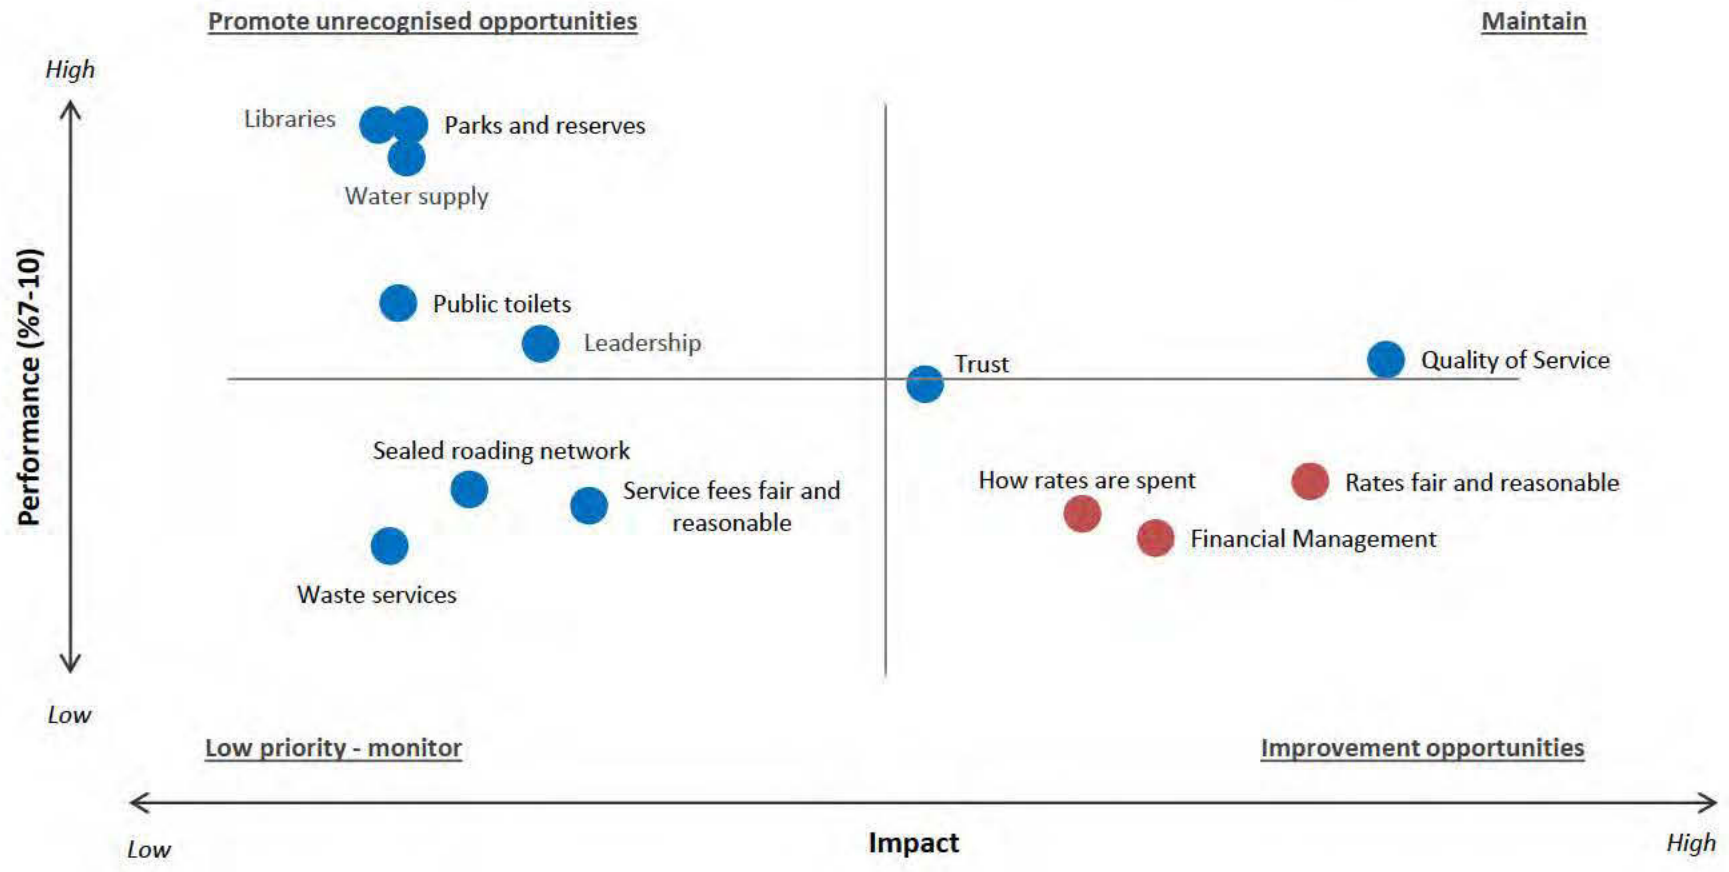 Promote unrecognised opportunities
Maintain
High
Libraries
Parks and reserves
Water supply
Performance (%7-10)
Public toilets
Leadership
Trust
Quality of Service
Sealed roading network
Service fees fair and
reasonable
How rates are spent
Rates fair and reasonable
Financial Management
Waste services
Low
Low priority - monitor
Improvement opportunities
Low
Impact
High